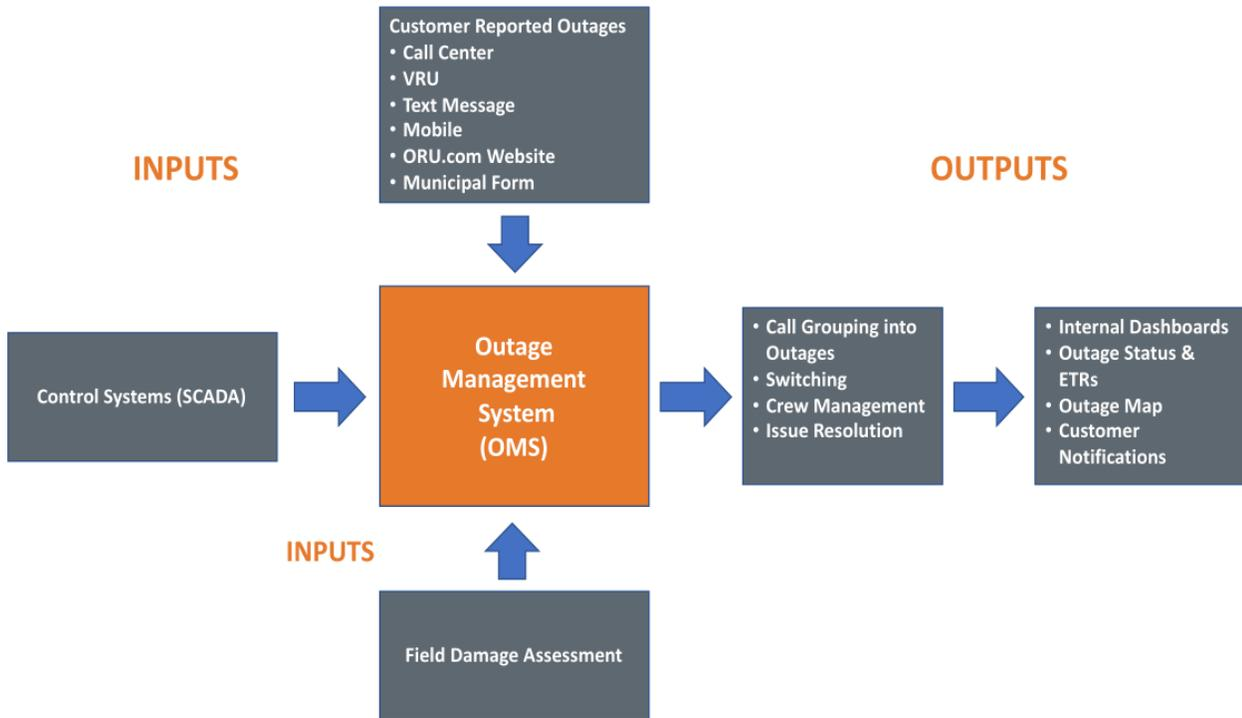 Customer Reported Outages
• Call Center
• VRU
• Text Message
• Mobile
• ORU.com Website
• Municipal Form
INPUTS
OUTPUTS
Control Systems (SCADA)
Outage
Management
System
(OMS)
• Call Grouping into
Outages
• Switching
• Crew Management
• Issue Resolution
• Internal Dashboards
• Outage Status &
ETRs
• Outage Map
• Customer
Notifications
INPUTS
Field Damage Assessment